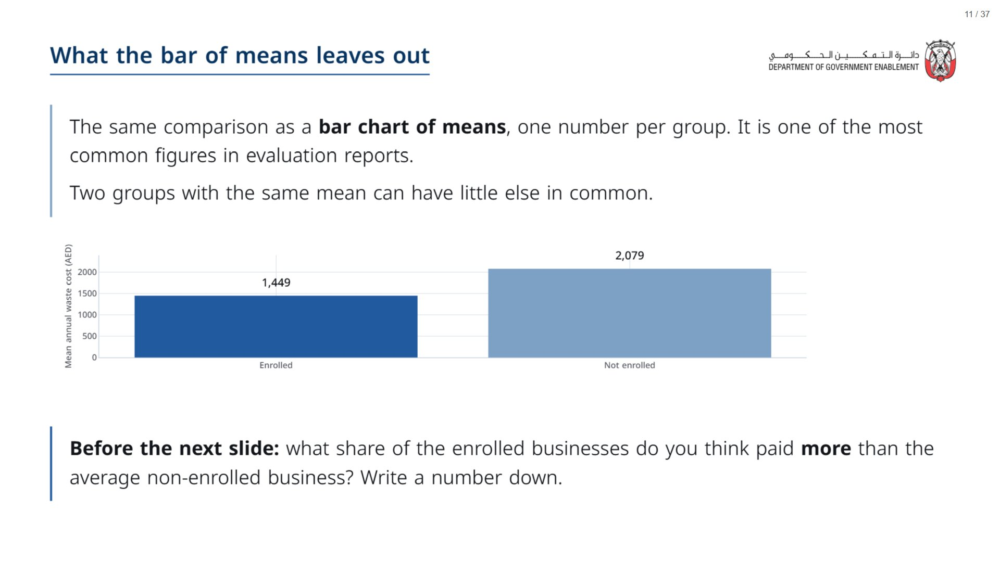 11 / 37
What the bar of means leaves out
دائرة التمكين الحكومي
DEPARTMENT OF GOVERNMENT ENABLEMENT
The same comparison as a bar chart of means, one number per group. It is one of the most
common figures in evaluation reports.
Two groups with the same mean can have little else in common.
Mean annual waste cost (AED)
2000
1500
1000
500
0
1,449
2,079
Enrolled
Not enrolled
Before the next slide: what share of the enrolled businesses do you think paid more than the
average non-enrolled business? Write a number down.